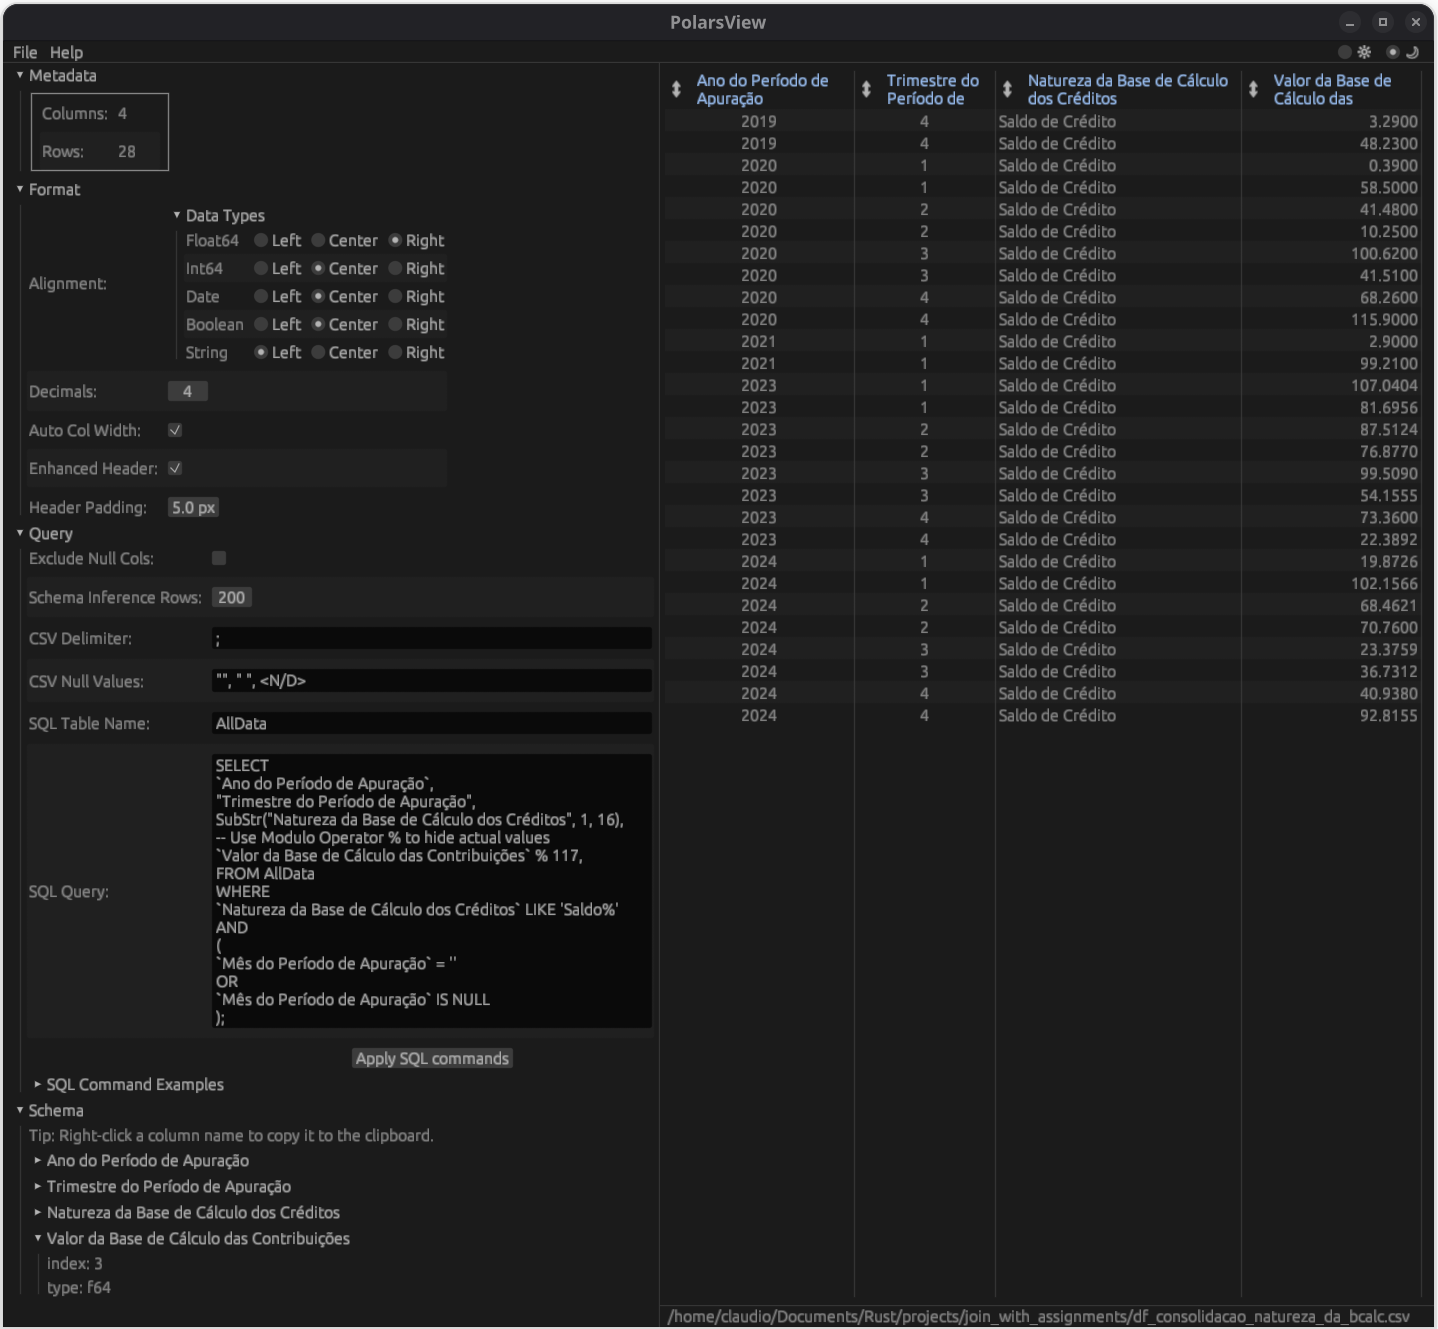 PolarsView
File Help
Metadata
Columns: 4
Rows: 28
Format
Alignment:
Data Types
Float64 Left Center Right
Int64 Left Center Right
Date Left Center Right
Boolean Left Center Right
String Left Center Right
Decimals: 4
Auto Col Width:
Enhanced Header:
Header Padding: 5.0 px
Query
Exclude Null Cols:
Schema Inference Rows: 200
CSV Delimiter: ;
CSV Null Values: "", " ", <N/D>
SQL Table Name: AllData
SQL Query:
SELECT
`Ano do Período de Apuração`,
"Trimestre do Período de Apuração",
SubStr("Natureza da Base de Cálculo dos Créditos", 1, 16),
-- Use Modulo Operator % to hide actual values
`Valor da Base de Cálculo das Contribuições` % 117,
FROM AllData
WHERE
`Natureza da Base de Cálculo dos Créditos` LIKE 'Saldo%'
AND
(
`Mês do Período de Apuração` = ''
OR
`Mês do Período de Apuração` IS NULL
);
Apply SQL commands
SQL Command Examples
Schema
Tip: Right-click a column name to copy it to the clipboard.
Ano do Período de Apuração
Trimestre do Período de Apuração
Natureza da Base de Cálculo dos Créditos
Valor da Base de Cálculo das Contribuições
index: 3
type: f64
Ano do Período de Apuração
Trimestre do Período de
Natureza da Base de Cálculo dos Créditos
Valor da Base de Cálculo das
2019 4 Saldo de Crédito 3.2900
2019 4 Saldo de Crédito 48.2300
2020 1 Saldo de Crédito 0.3900
2020 1 Saldo de Crédito 58.5000
2020 2 Saldo de Crédito 41.4800
2020 2 Saldo de Crédito 10.2500
2020 3 Saldo de Crédito 100.6200
2020 3 Saldo de Crédito 41.5100
2020 4 Saldo de Crédito 68.2600
2020 4 Saldo de Crédito 115.9000
2021 1 Saldo de Crédito 2.9000
2021 1 Saldo de Crédito 99.2100
2023 1 Saldo de Crédito 107.0404
2023 1 Saldo de Crédito 81.6956
2023 2 Saldo de Crédito 87.5124
2023 2 Saldo de Crédito 76.8770
2023 3 Saldo de Crédito 99.5090
2023 3 Saldo de Crédito 54.1555
2023 4 Saldo de Crédito 73.3600
2023 4 Saldo de Crédito 22.3892
2024 1 Saldo de Crédito 19.8726
2024 1 Saldo de Crédito 102.1566
2024 2 Saldo de Crédito 68.4621
2024 2 Saldo de Crédito 70.7600
2024 3 Saldo de Crédito 23.3759
2024 3 Saldo de Crédito 36.7312
2024 4 Saldo de Crédito 40.9380
2024 4 Saldo de Crédito 92.8155
/home/claudio/Documents/Rust/projects/join_with_assignments/df_consolidacao_natureza_da_bcalc.csv